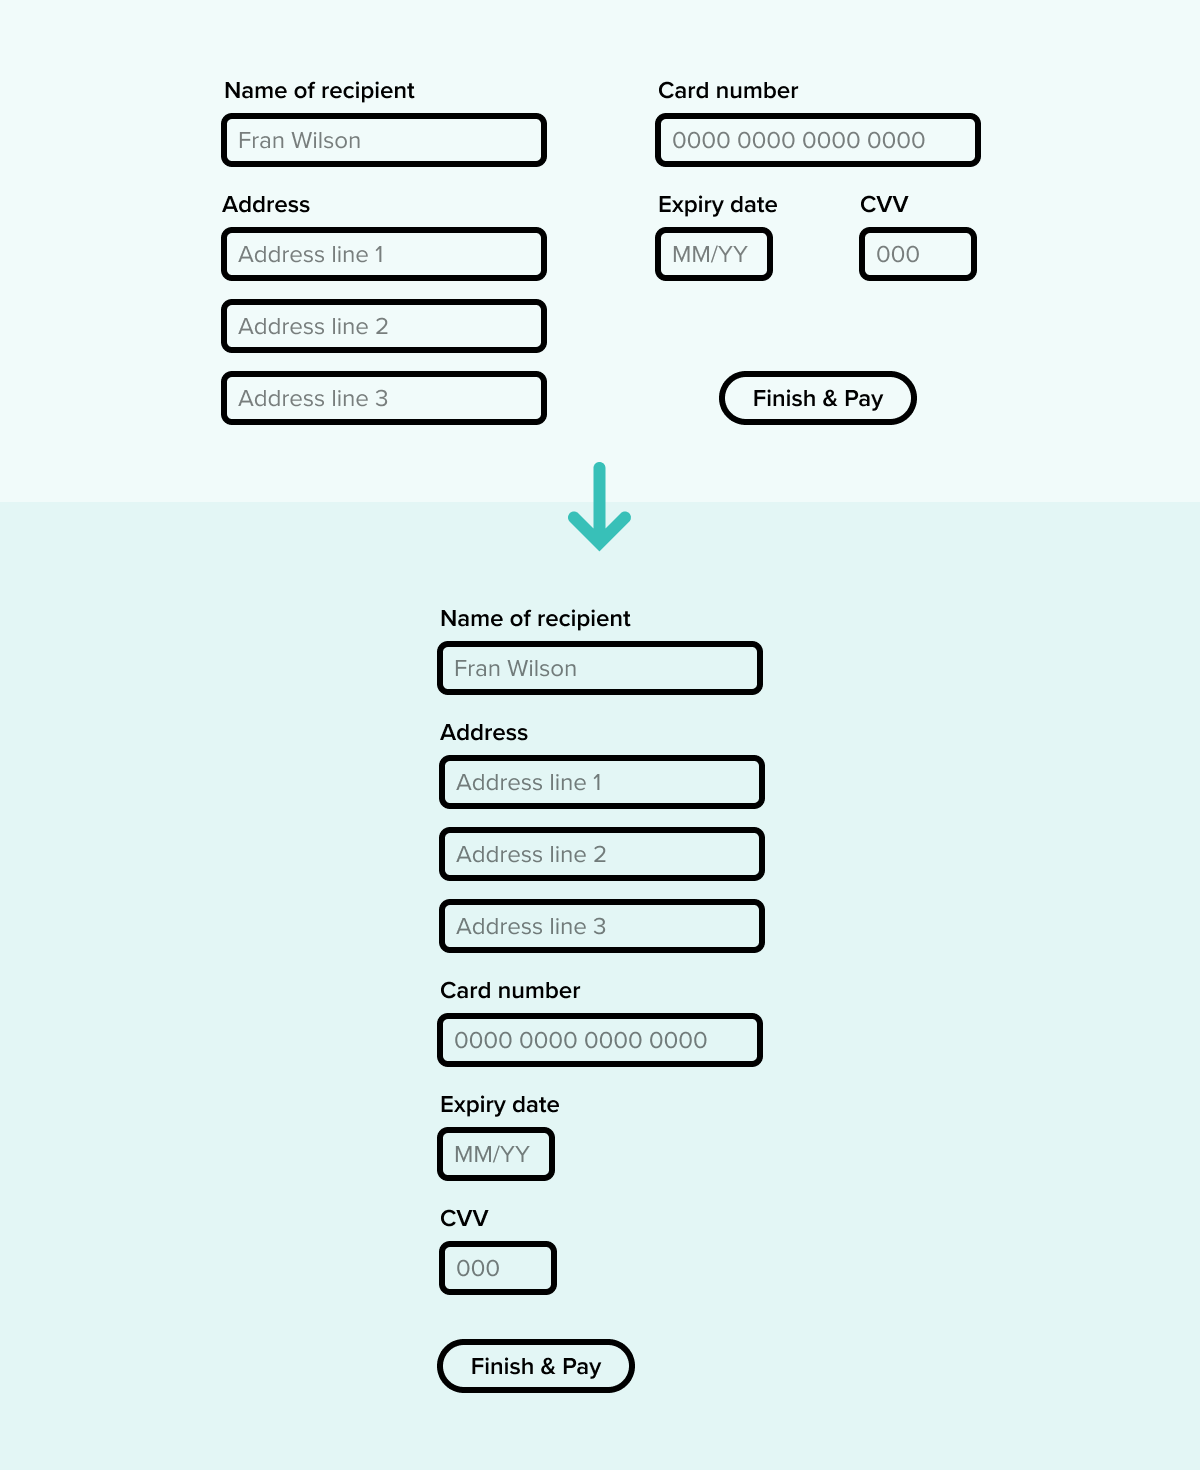 Name of recipient
Fran Wilson
Address
Address line 1
Address line 2
Address line 3
Card number
0000 0000 0000 0000
Expiry date
CVV
MM/YY
000
Finish & Pay
Name of recipient
Fran Wilson
Address
Address line 1
Address line 2
Address line 3
Card number
0000 0000 0000 0000
Expiry date
MM/YY
CVV
000
Finish & Pay